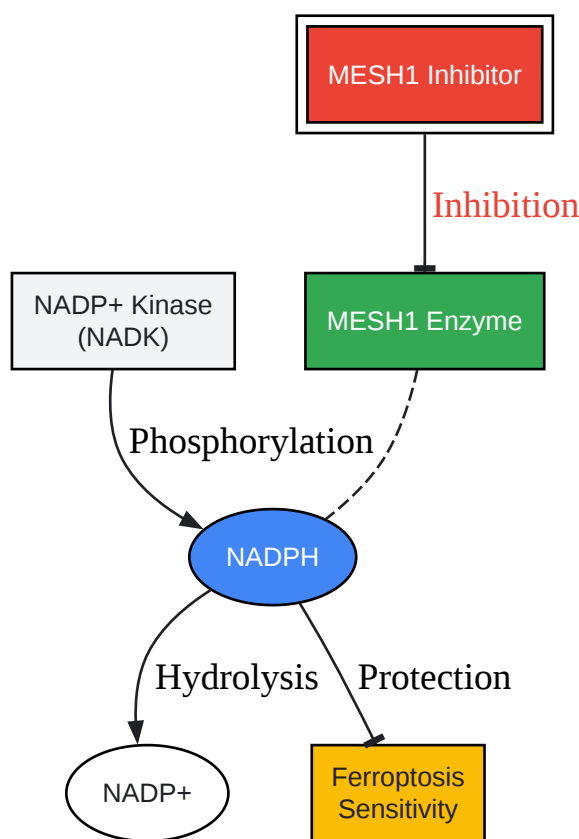 MESH1 Inhibitor
Inhibition
NADP+ Kinase
(NADK)
MESH1 Enzyme
Phosphorylation
NADPH
Hydrolysis
Protection
NADP+
Ferroptosis
Sensitivity